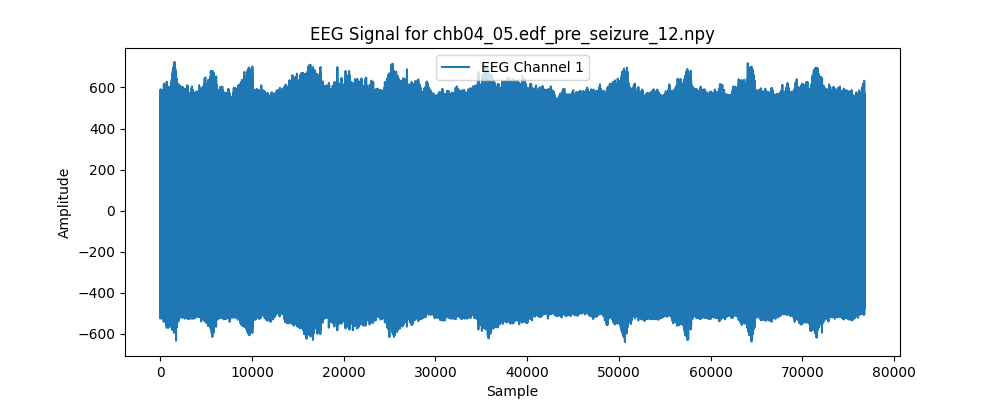 EEG Signal for chb04_05.edf_pre_seizure_12.npy
EEG Channel 1
600
400
200
0
−200
−400
−600
Amplitude
0 10000 20000 30000 40000 50000 60000 70000 80000
Sample